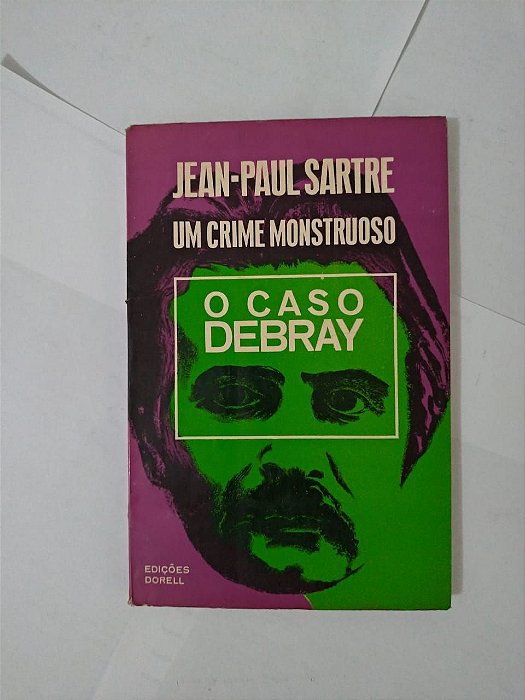 JEAN-PAUL SARTRE
UM CRIME MONSTRUOSO
O CASO
DEBRAY
EDIÇÕES
DORELL